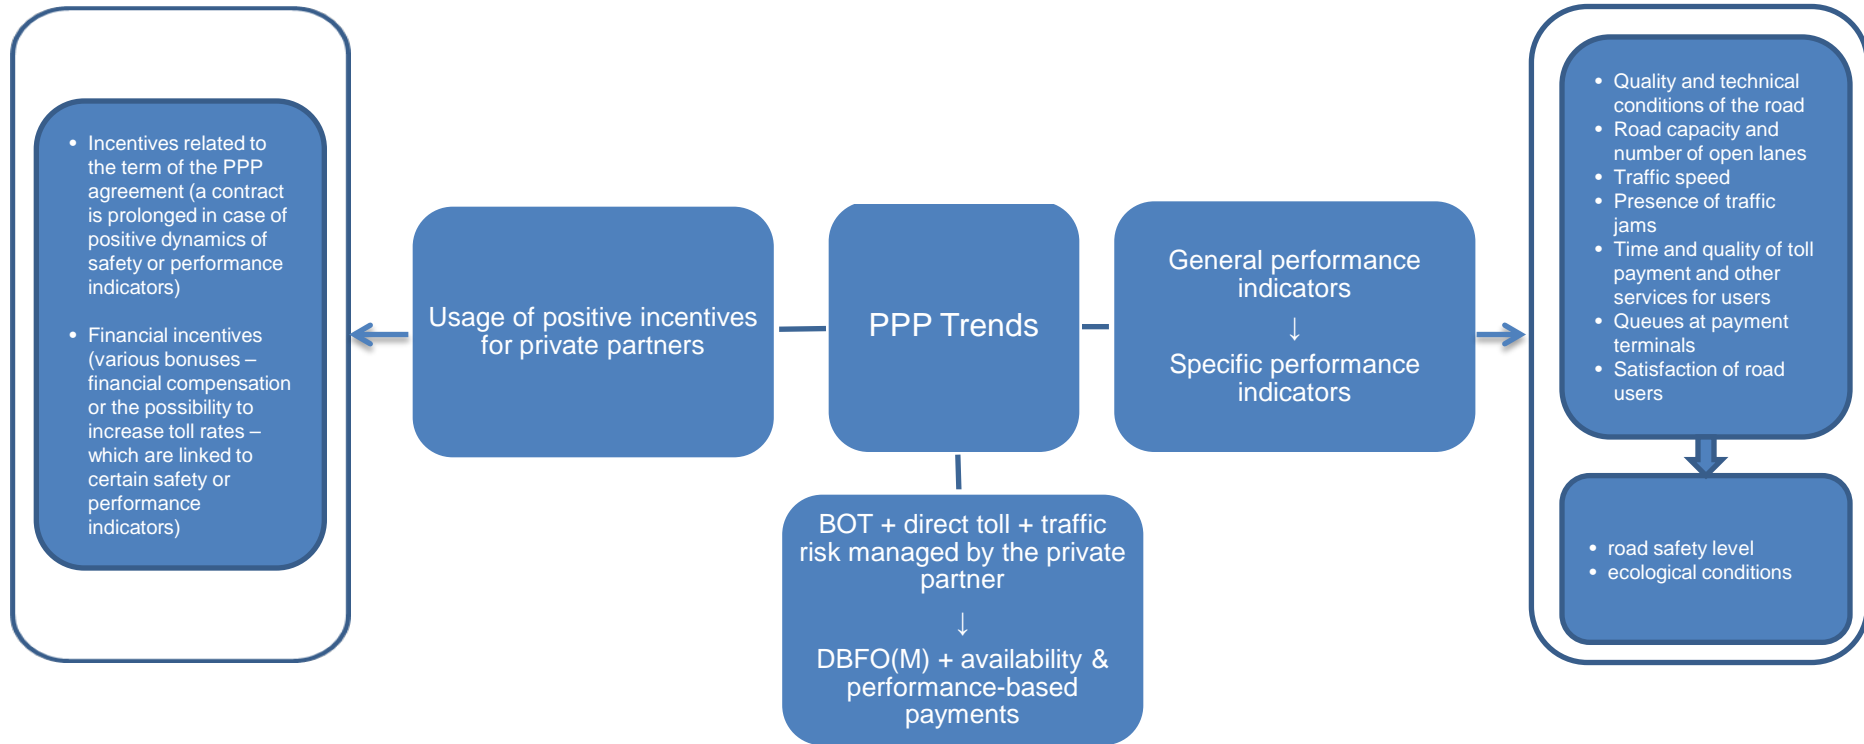 • Incentives related to
the term of the PPP
agreement (a contract
is prolonged in case of
positive dynamics of
safety or performance
indicators)
• Financial incentives
(various bonuses –
financial compensation
or the possibility to
increase toll rates –
which are linked to
certain safety or
performance
indicators)
Usage of positive incentives
for private partners
PPP Trends
General performance
indicators
↓
Specific performance
indicators
BOT + direct toll + traffic
risk managed by the private
partner
↓
DBFO(M) + availability &
performance-based
payments
• Quality and technical
conditions of the road
• Road capacity and
number of open lanes
• Traffic speed
• Presence of traffic
jams
• Time and quality of toll
payment and other
services for users
• Queues at payment
terminals
• Satisfaction of road
users
• road safety level
• ecological conditions